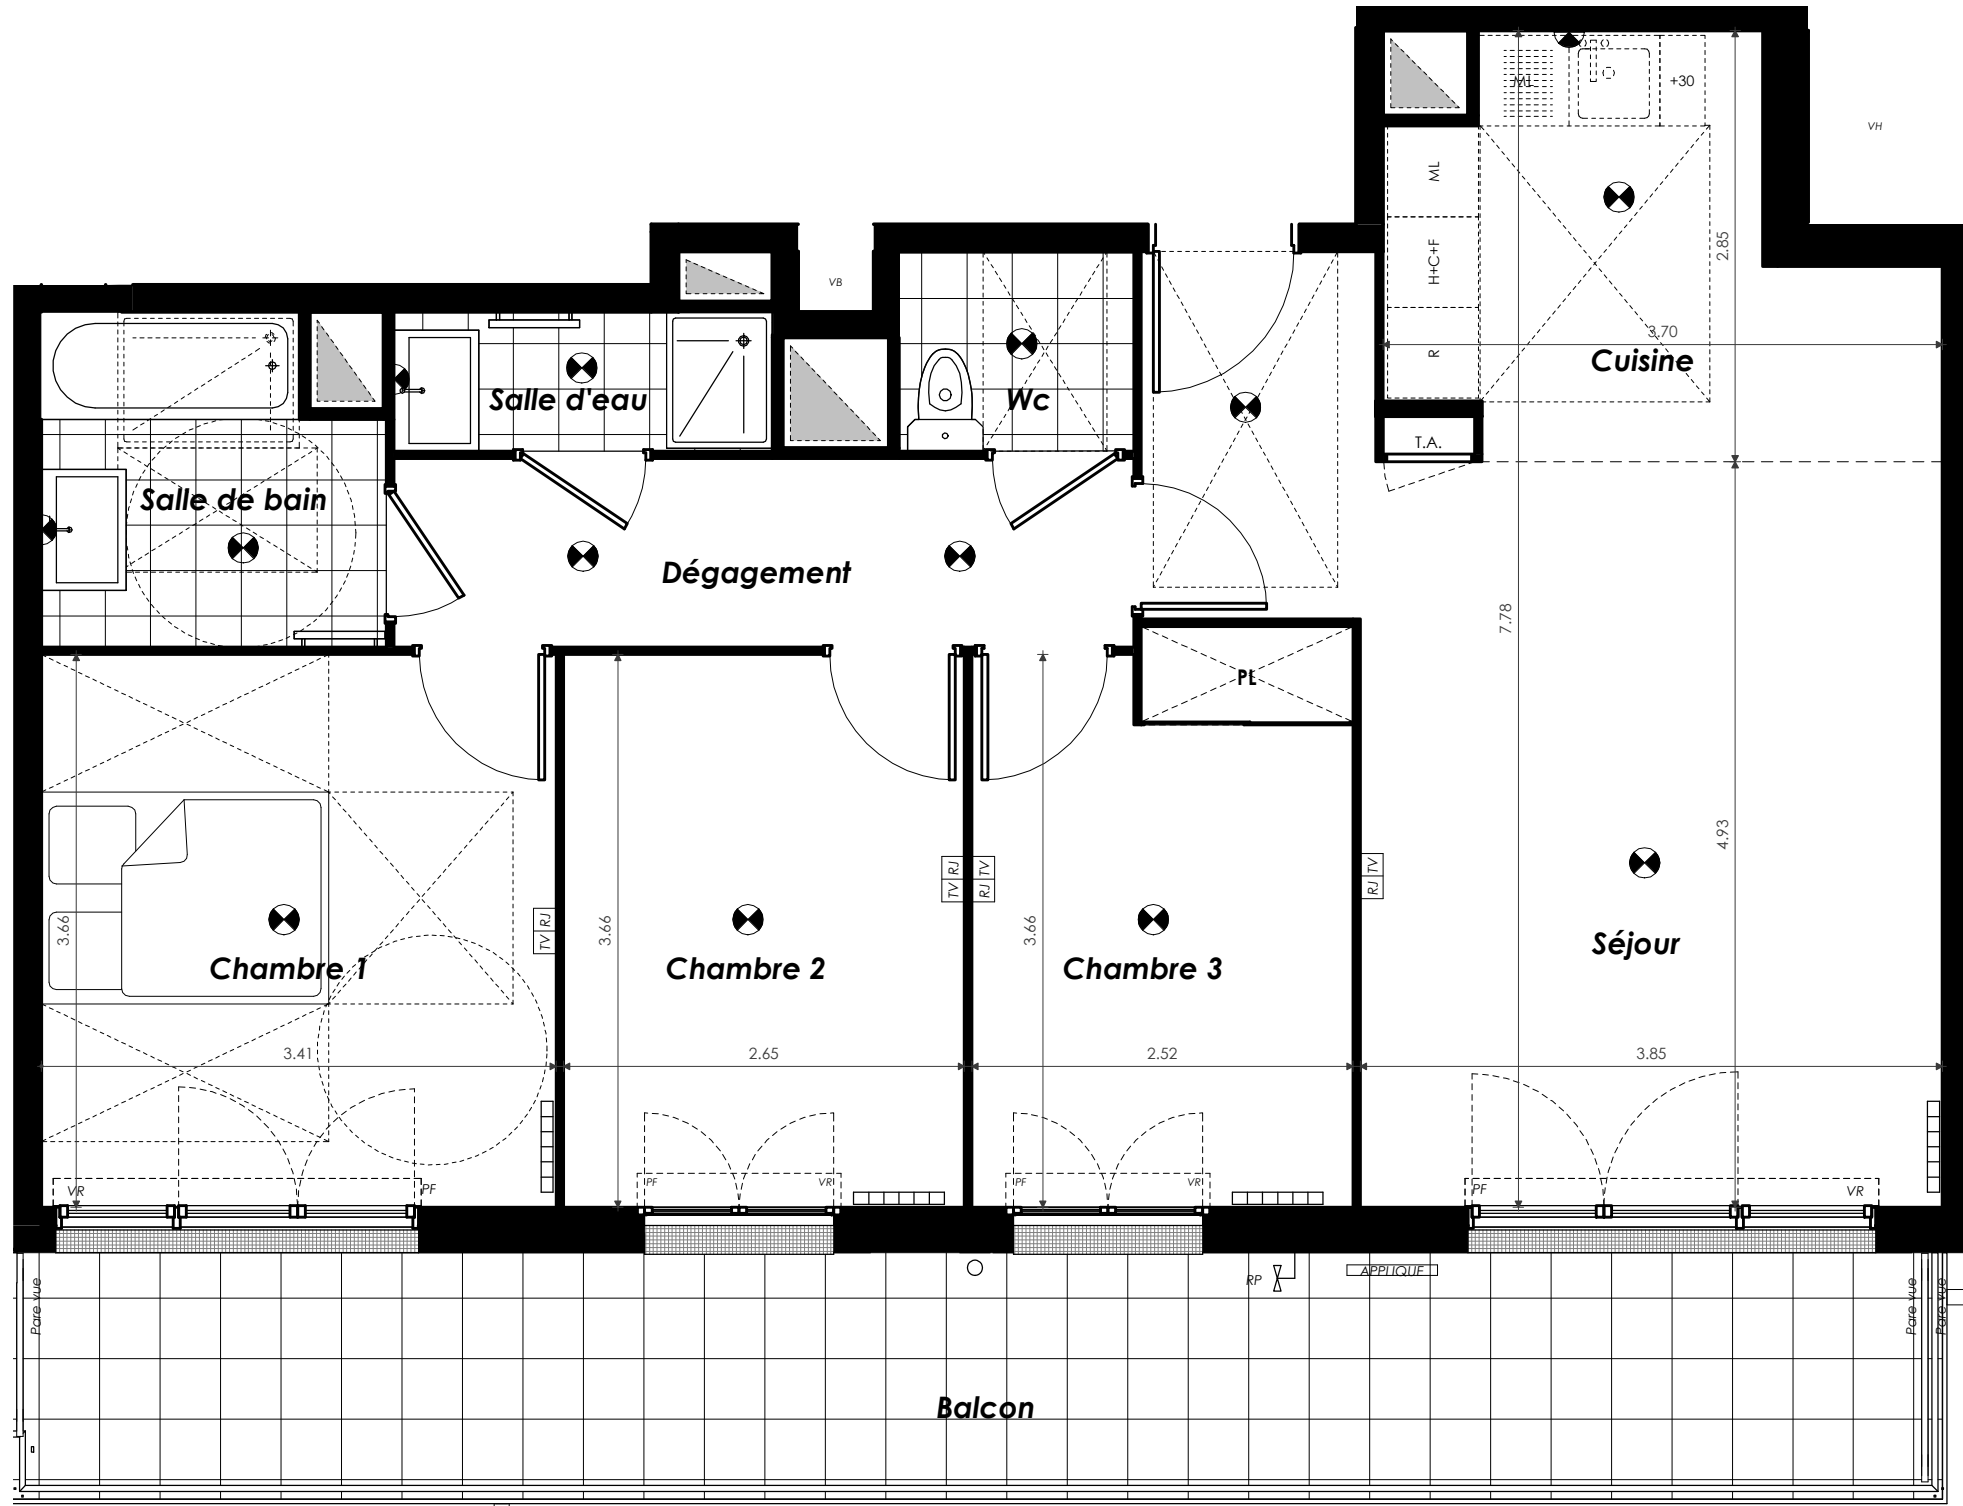 ML
+30
VH
ML
2.85
H+C+F
VB
3.70
R
Cuisine
Salle d'eau
Wc
T.A.
Salle de bain
Dégagement
7.78
PL
4.93
TV RJ
RJ TV
RJ TV
TV RJ
3.66
3.66
3.66
Séjour
Chambre 1
Chambre 2
Chambre 3
3.41
2.65
2.52
3.85
VR
PF
PF
VR
PF
VR
PF
VR
Pare vue
RP
APPLIQUE
Pare vue
Pare vue
Balcon